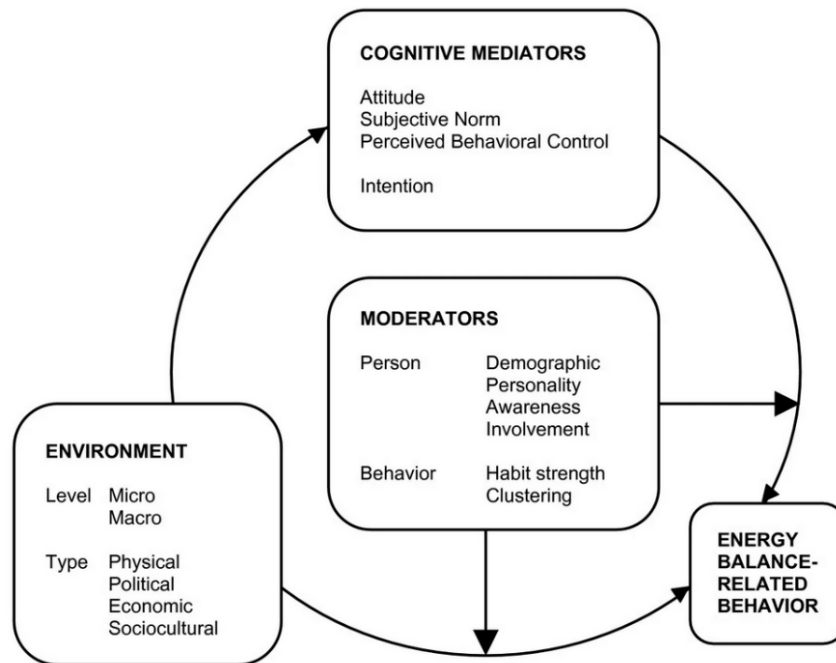 COGNITIVE MEDIATORS
Attitude
Subjective Norm
Perceived Behavioral Control
Intention
MODERATORS
Person Demographic
Personality
Awareness
Involvement
Behavior Habit strength
Clustering
ENVIRONMENT
Level Micro
Macro
Type Physical
Political
Economic
Sociocultural
ENERGY
BALANCE-
RELATED
BEHAVIOR